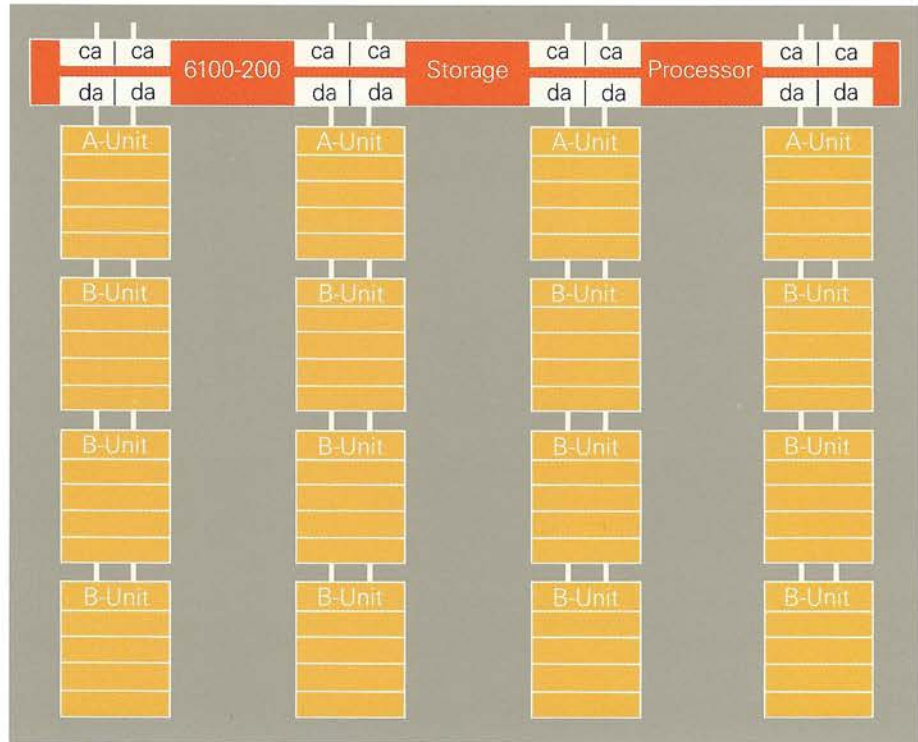 ca | ca ca | ca ca | ca ca | ca
6100-200 Storage Processor
da | da da | da da | da da | da
A-Unit A-Unit A-Unit A-Unit
B-Unit B-Unit B-Unit B-Unit
B-Unit B-Unit B-Unit B-Unit
B-Unit B-Unit B-Unit B-Unit